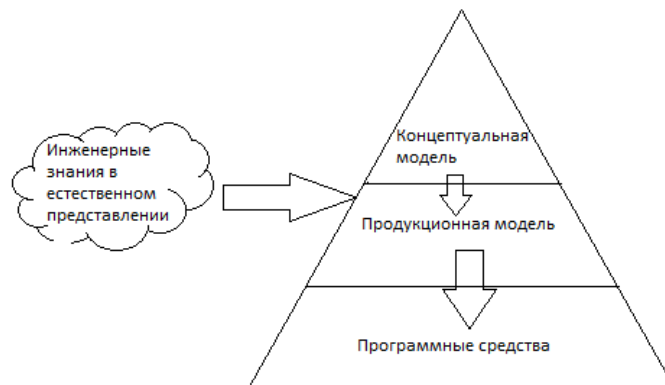 Инженерные
знания в
естественном
представлении
Концептуальная
модель
Продукционная модель
Программные средства